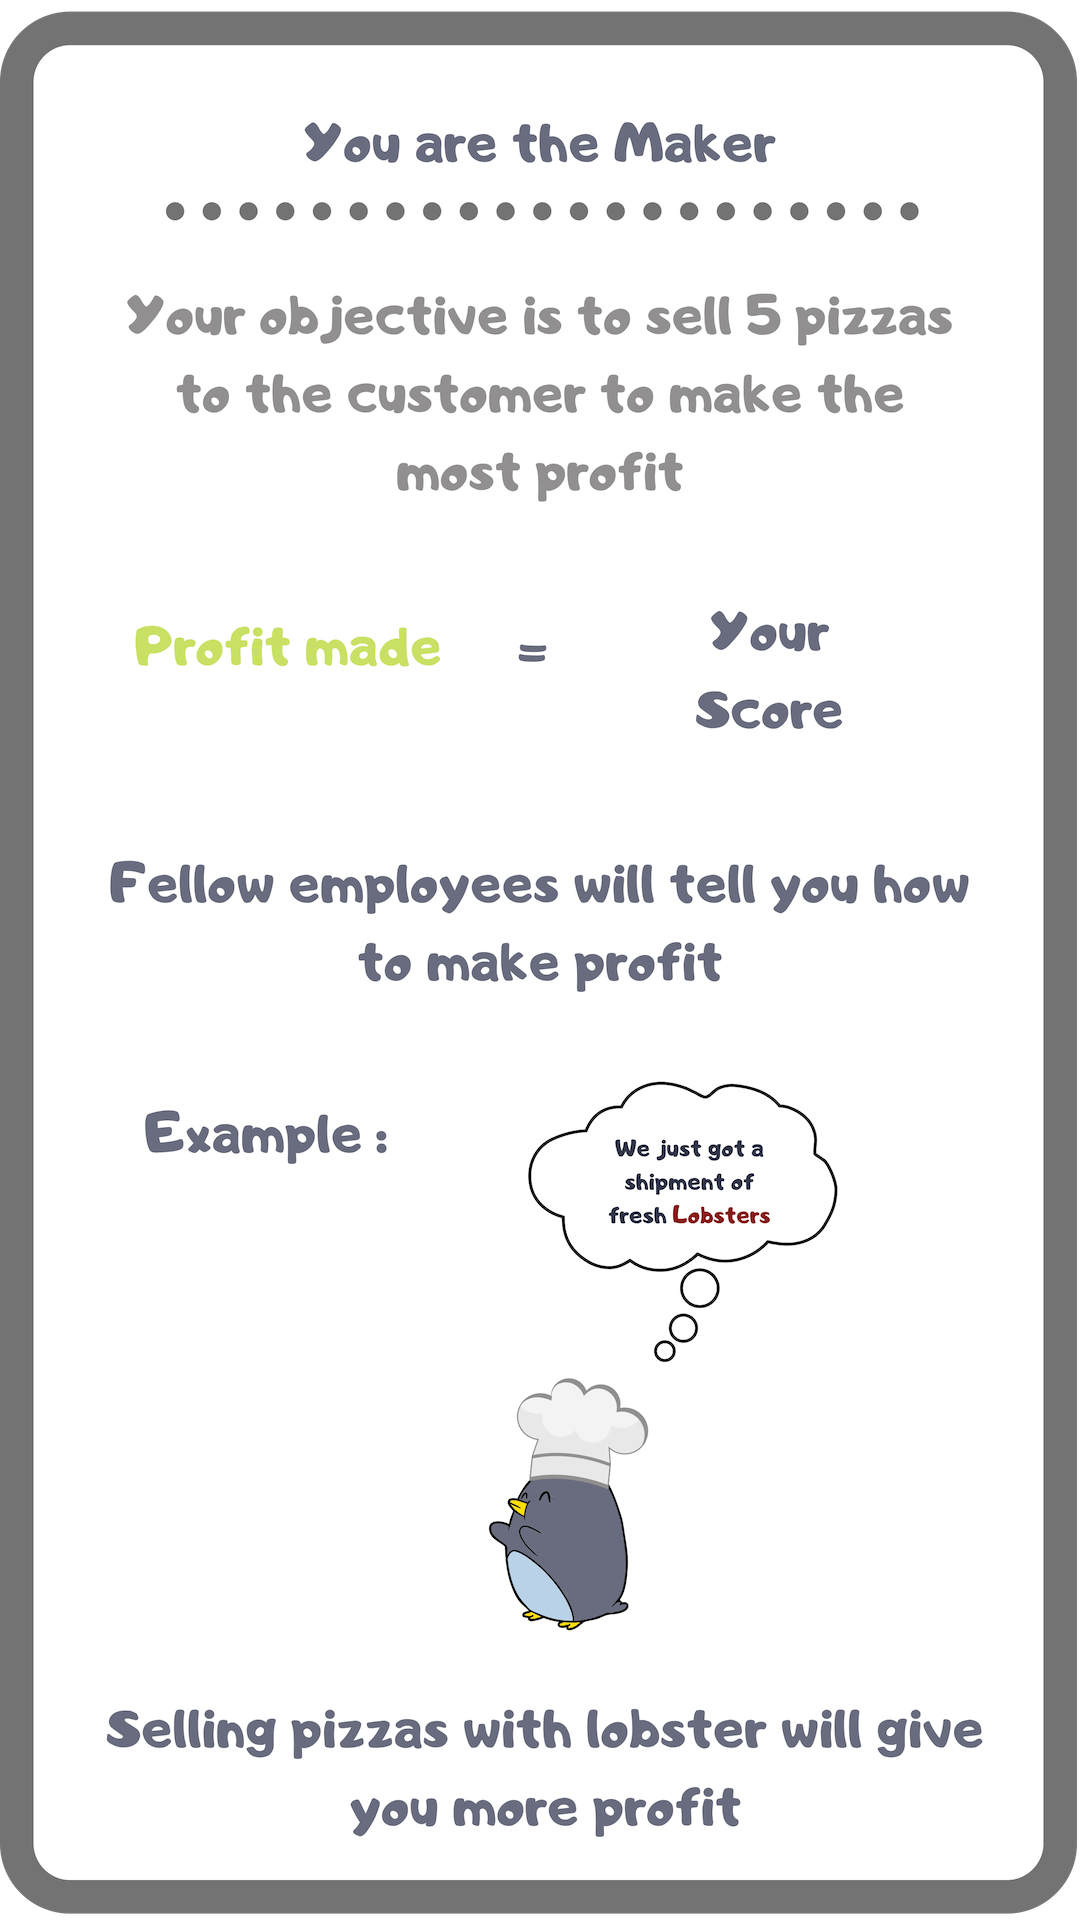 You are the Maker
Your objective is to sell 5 pizzas
to the customer to make the
most profit
Profit made = Your
Score
Fellow employees will tell you how
to make profit
Example :
We just got a
shipment of
fresh Lobsters
Selling pizzas with lobster will give
you more profit